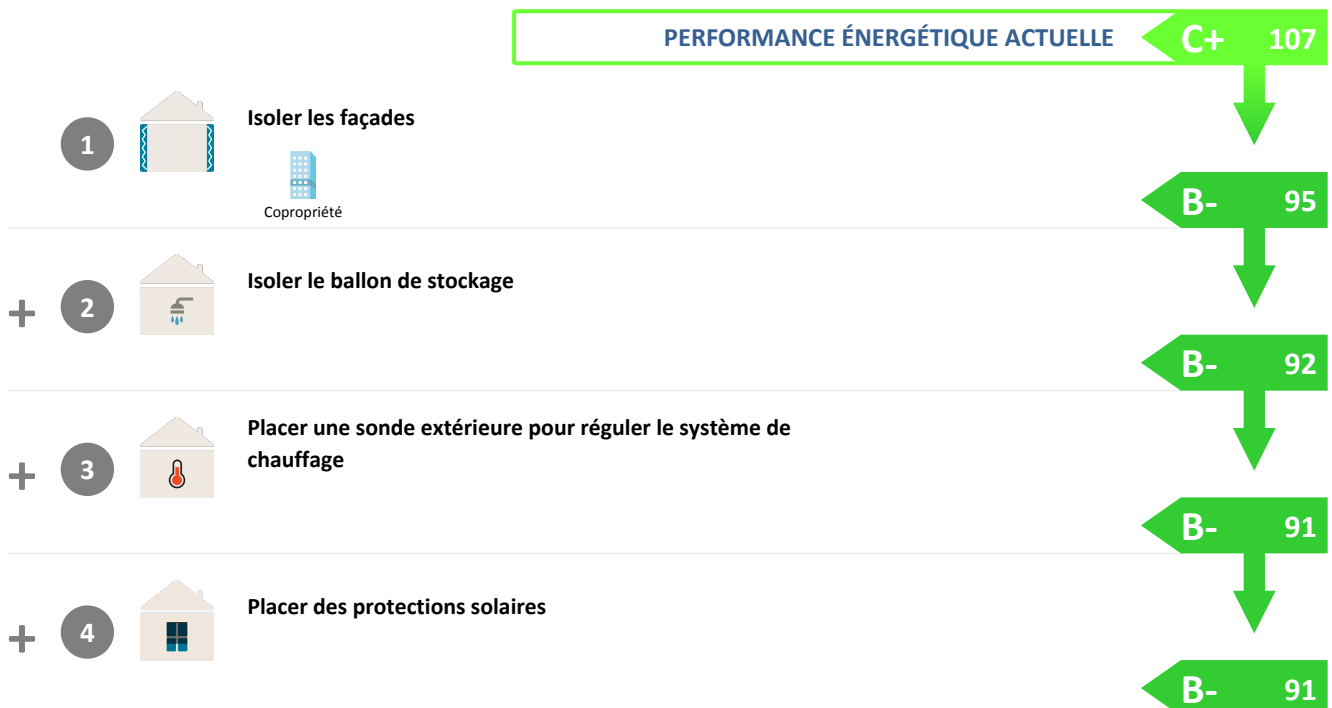 PERFORMANCE ÉNERGÉTIQUE ACTUELLE C+ 107
1 Isoler les façades
Copropriété
B- 95
+ 2 Isoler le ballon de stockage
B- 92
+ 3 Placer une sonde extérieure pour réguler le système de
chauffage
B- 91
+ 4 Placer des protections solaires
B- 91